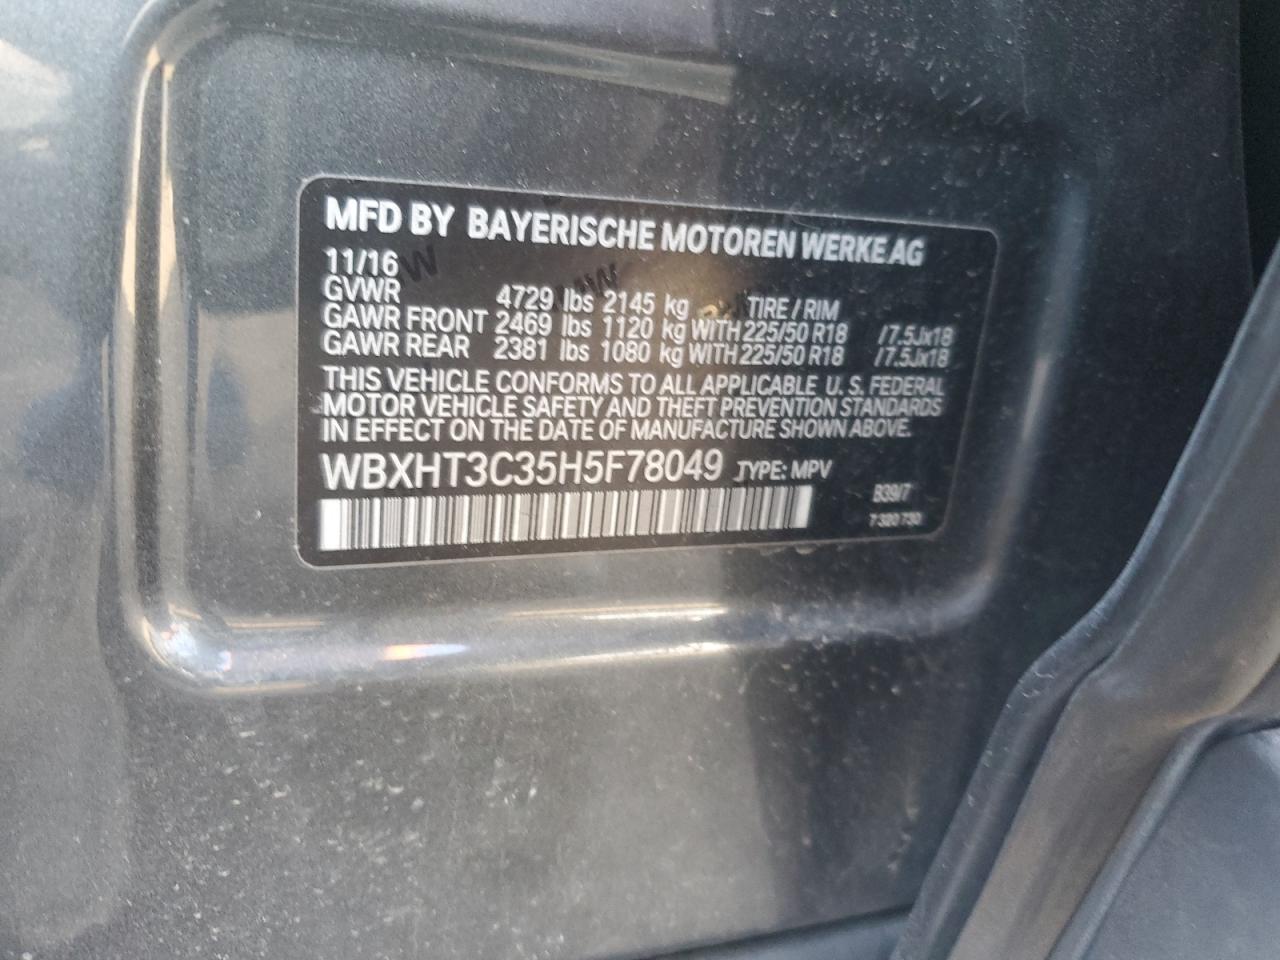 MFD BY BAYERISCHE MOTOREN WERKE AG
11/16
GVWR 4729 lbs 2145 kg TIRE / RIM
GAWR FRONT 2469 lbs 1120 kg WITH 225/50 R18 /7.5Jx18
GAWR REAR 2381 lbs 1080 kg WITH 225/50 R18 /7.5Jx18
THIS VEHICLE CONFORMS TO ALL APPLICABLE U. S. FEDERAL
MOTOR VEHICLE SAFETY AND THEFT PREVENTION STANDARDS
IN EFFECT ON THE DATE OF MANUFACTURE SHOWN ABOVE.
WBXHT3C35H5F78049 TYPE: MPV
B39/7
7 320 730